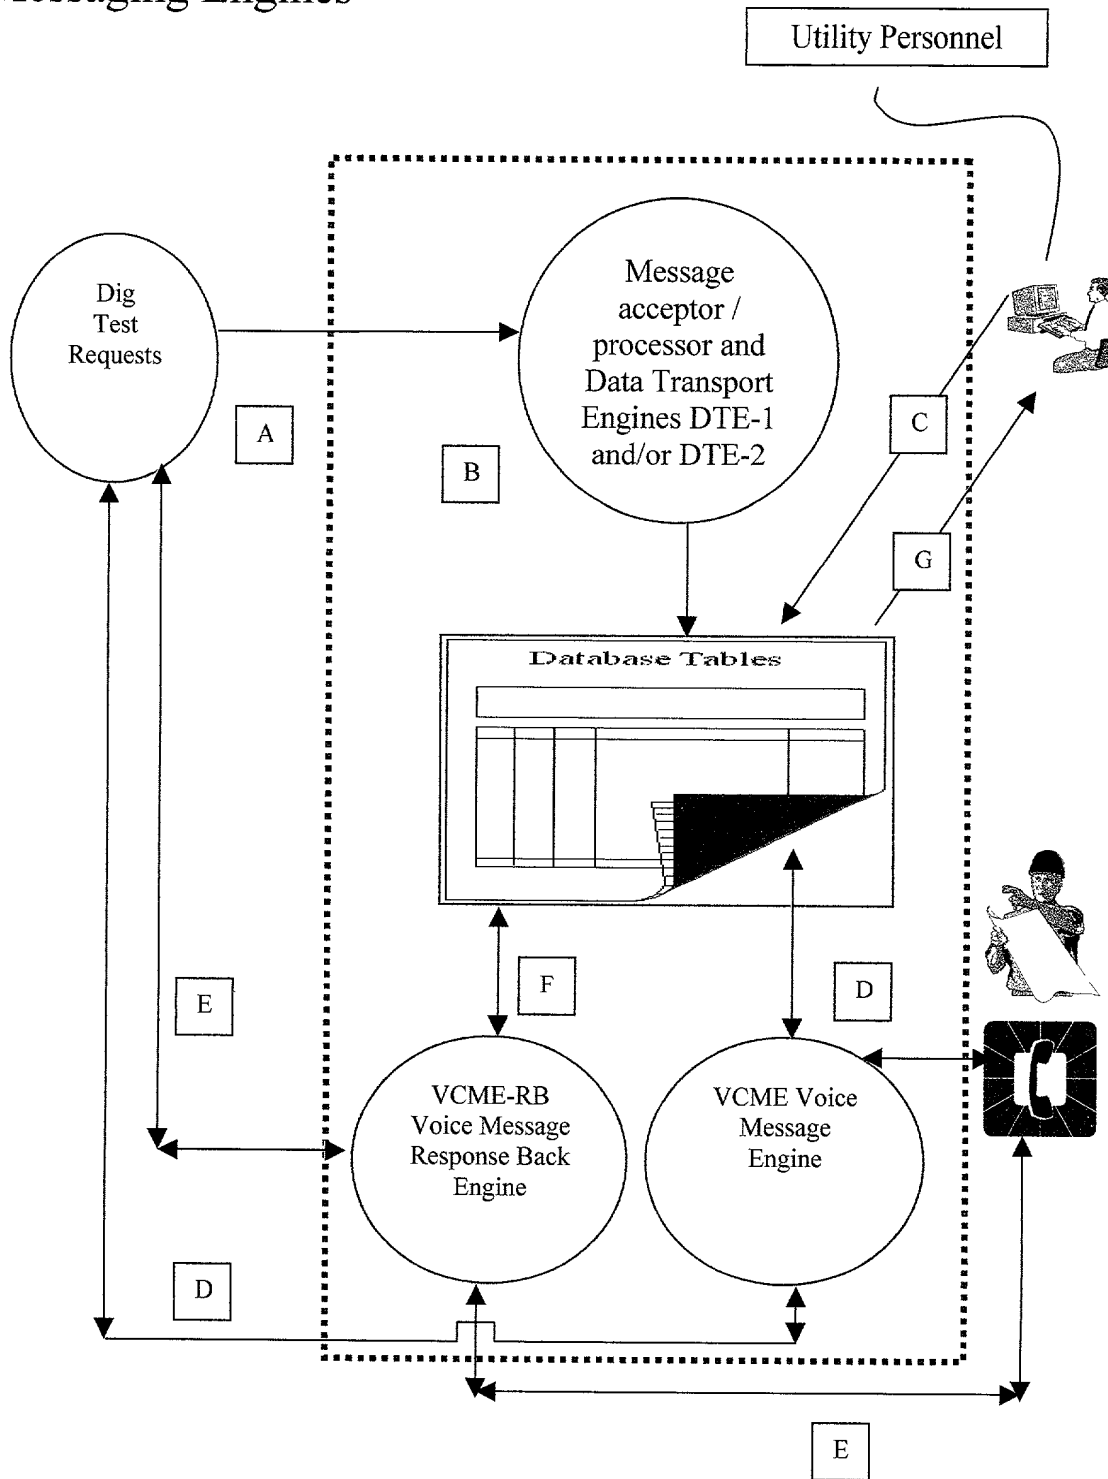 Messaging Engines
Utility Personnel
Dig
Test
Requests
Message
acceptor /
processor and
Data Transport
Engines DTE-1
and/or DTE-2
A
B
C
G
Database Tables
E
F
D
VCME-RB
Voice Message
Response Back
Engine
VCME Voice
Message
Engine
D
E